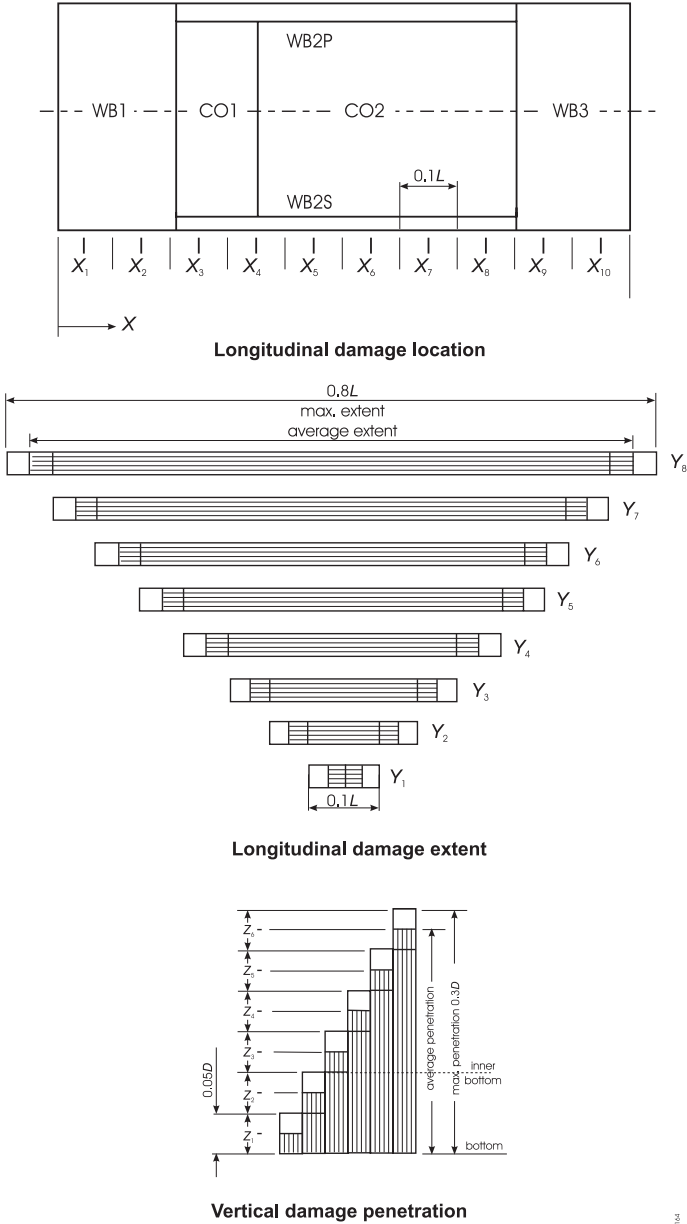 WB2P
WB1 CO1 CO2 WB3
0.1L
WB2S
X₁ X₂ X₃ X₄ X₅ X₆ X₇ X₈ X₉ X₁₀
X
Longitudinal damage location
0.8L
max. extent
average extent
Y₈
Y₇
Y₆
Y₅
Y₄
Y₃
Y₂
Y₁
0.1L
Longitudinal damage extent
Z₆
Z₅
Z₄
Z₃
Z₂
Z₁
0.05D
average penetration
max. penetration 0.3D
inner
bottom
bottom
Vertical damage penetration
164